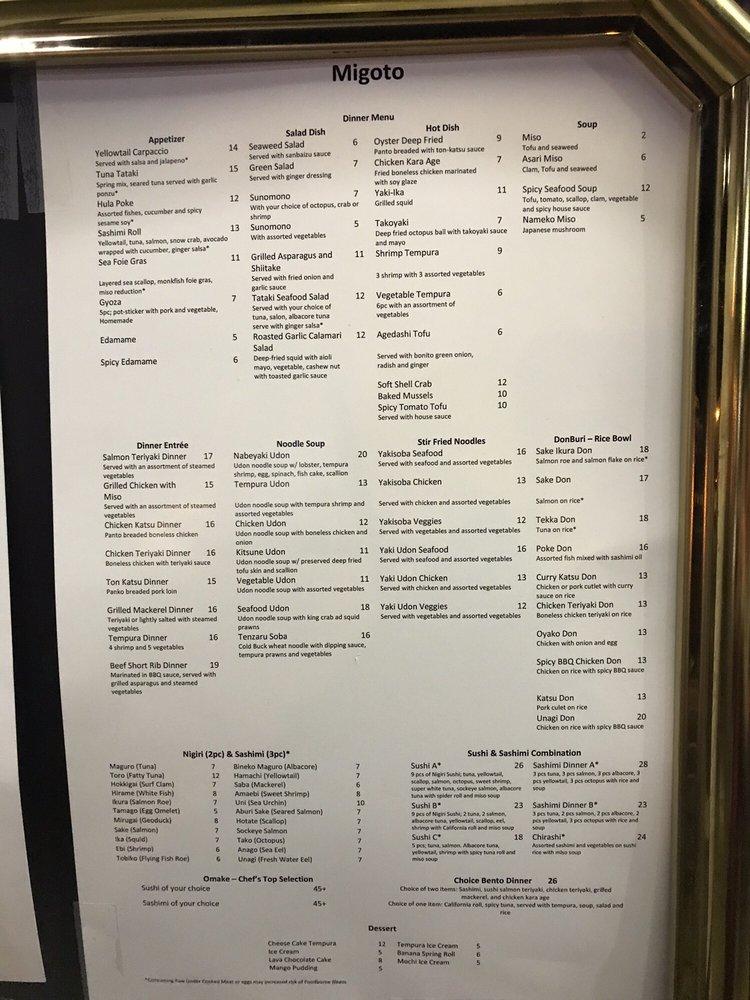 Migoto
Dinner Menu
Appetizer
Yellowtail Carpaccio 14
Served with salsa and jalapeno*
Tuna Tataki 15
Spring mix, seared tuna served with garlic
ponzu*
Hula Poke 12
Assorted fishes, cucumber and spicy
sesame soy*
Sashimi Roll 13
Yellowtail, tuna, salmon, snow crab, avocado
wrapped with cucumber, ginger salsa*
Sea Foie Gras 11
Layered sea scallop, monkfish foie gras,
miso reduction*
Gyoza 7
5pc; pot-sticker with pork and vegetable,
Homemade
Edamame 5
Spicy Edamame 6
Salad Dish
Seaweed Salad 6
Served with sanbaizu sauce
Green Salad 7
Served with ginger dressing
Sunomono 7
With your choice of octopus, crab or
shrimp
Sunomono 5
With assorted vegetables
Grilled Asparagus and 11
Shiitake
Served with fried onion and
garlic sauce
Tataki Seafood Salad 12
Served with your choice of
tuna, salon, albacore tuna
serve with ginger salsa*
Roasted Garlic Calamari 12
Salad
Deep-fried squid with aioli
mayo, vegetable, cashew nut
with toasted garlic sauce
Hot Dish
Oyster Deep Fried 9
Panto breaded with ton-katsu sauce
Chicken Kara Age 7
Fried boneless chicken marinated
with soy glaze
Yaki-Ika 11
Grilled squid
Takoyaki 7
Deep fried octopus ball with takoyaki sauce
and mayo
Shrimp Tempura 9
3 shrimp with 3 assorted vegetables
Vegetable Tempura 6
6pc with an assortment of
vegetables
Agedashi Tofu 6
Served with bonito green onion,
radish and ginger
Soft Shell Crab 12
Baked Mussels 10
Spicy Tomato Tofu 10
Served with house sauce
Soup
Miso 2
Tofu and seaweed
Asari Miso 6
Clam, Tofu and seaweed
Spicy Seafood Soup 12
Tofu, tomato, scallop, clam, vegetable
and spicy house sauce
Nameko Miso 5
Japanese mushroom
Dinner Entrée
Salmon Teriyaki Dinner 17
Served with an assortment of steamed
vegetables
Grilled Chicken with 15
Miso
Served with an assortment of steamed
vegetables
Chicken Katsu Dinner 16
Panto breaded boneless chicken
Chicken Teriyaki Dinner 16
Boneless chicken with teriyaki sauce
Ton Katsu Dinner 15
Panko breaded pork loin
Grilled Mackerel Dinner 16
Teriyaki or lightly salted with steamed
vegetables
Tempura Dinner 16
4 shrimp and 5 vegetables
Beef Short Rib Dinner 19
Marinated in BBQ sauce, served with
grilled asparagus and steamed
vegetables
Noodle Soup
Nabeyaki Udon 20
Udon noodle soup w/ lobster, tempura
shrimp, egg, spinach, fish cake, scallion
Tempura Udon 13
Udon noodle soup with tempura shrimp and
assorted vegetables
Chicken Udon 12
Udon noodle soup with boneless chicken and
onion
Kitsune Udon 11
Udon noodle soup w/ preserved deep fried
tofu skin and scallion
Vegetable Udon 11
Udon noodle soup with assorted vegetables
Seafood Udon 18
Udon noodle soup with king crab ad squid
prawns
Tenzaru Soba 16
Cold Buck wheat noodle with dipping sauce,
tempura prawns and vegetables
Stir Fried Noodles
Yakisoba Seafood 16
Served with seafood and assorted vegetables
Yakisoba Chicken 13
Served with chicken and assorted vegetables
Yakisoba Veggies 12
Served with vegetables and assorted vegetables
Yaki Udon Seafood 16
Served with seafood and assorted vegetables
Yaki Udon Chicken 13
Served with chicken and assorted vegetables
Yaki Udon Veggies 12
Served with vegetables and assorted vegetables
DonBuri – Rice Bowl
Sake Ikura Don 18
Salmon roe and salmon flake on rice*
Sake Don 17
Salmon on rice*
Tekka Don 18
Tuna on rice*
Poke Don 16
Assorted fish mixed with sashimi oil
Curry Katsu Don 13
Chicken or pork cutlet with curry
sauce on rice
Chicken Teriyaki Don 13
Boneless chicken teriyaki on rice
Oyako Don 13
Chicken with onion and egg
Spicy BBQ Chicken Don 13
Chicken on rice with spicy BBQ sauce
Katsu Don 13
Pork culet on rice
Unagi Don 20
Chicken on rice with spicy BBQ sauce
Nigiri (2pc) & Sashimi (3pc)*
Maguro (Tuna) 7
Toro (Fatty Tuna) 12
Hokkigai (Surf Clam) 7
Hirame (White Fish) 8
Ikura (Salmon Roe) 7
Tamago (Egg Omelet) 5
Mirugai (Geoduck) 8
Sake (Salmon) 7
Ika (Squid) 7
Ebi (Shrimp) 6
Tobiko (Flying Fish Roe) 6
Bineko Maguro (Albacore) 7
Hamachi (Yellowtail) 7
Saba (Mackerel) 6
Amaebi (Sweet Shrimp) 8
Uni (Sea Urchin) 10
Aburi Sake (Seared Salmon) 7
Hotate (Scallop) 7
Sockeye Salmon 7
Tako (Octopus) 7
Anago (Sea Eel) 7
Unagi (Fresh Water Eel) 7
Sushi & Sashimi Combination
Sushi A* 26
9 pcs of Nigiri Sushi; tuna, yellowtail,
scallop, salmon, octopus, sweet shrimp,
super white tuna, sockeye salmon, albacore
tuna with spider roll and miso soup
Sushi B* 23
9 pcs of Nigiri Sushi; 2 tuna, 2 salmon,
albacore tuna, yellowtail, scallop, eel,
shrimp with California roll and miso soup
Sushi C* 18
5 pcs; tuna, salmon. Albacore tuna,
yellowtail, shrimp with spicy tuna roll and
miso soup
Sashimi Dinner A* 28
3 pcs tuna, 3 pcs salmon, 3 pcs albacore, 3
pcs yellowtail, 3 pcs octopus with rice and
soup
Sashimi Dinner B* 23
3 pcs tuna, 2 pcs salmon, 2 pcs albacore, 2
pcs yellowtail, 3 pcs octopus with rice and
soup
Chirashi* 24
Assorted sashimi and vegetables on sushi
rice with miso soup
Omake – Chef's Top Selection
Sushi of your choice 45+
Sashimi of your choice 45+
Choice Bento Dinner 26
Choice of two items: Sashimi, sushi salmon teriyaki, chicken teriyaki, grilled
mackerel, and chicken kara age
Choice of one item: California roll, spicy tuna, served with tempura, soup, salad and
rice
Dessert
Cheese Cake Tempura 12
Ice Cream 5
Lava Chocolate Cake 8
Mango Pudding 5
Tempura Ice Cream 5
Banana Spring Roll 6
Mochi Ice Cream 5
*Consuming Raw Under Cooked Meat or eggs may increased risk of Foodborne Illness